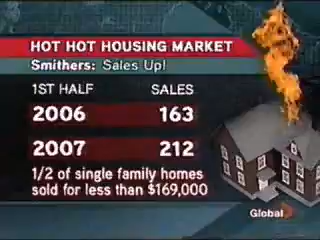 HOT HOT HOUSING MARKET
Smithers: Sales Up!
1ST HALF SALES
2006 163
2007 212
1/2 of single family homes
sold for less than $169,000
Global